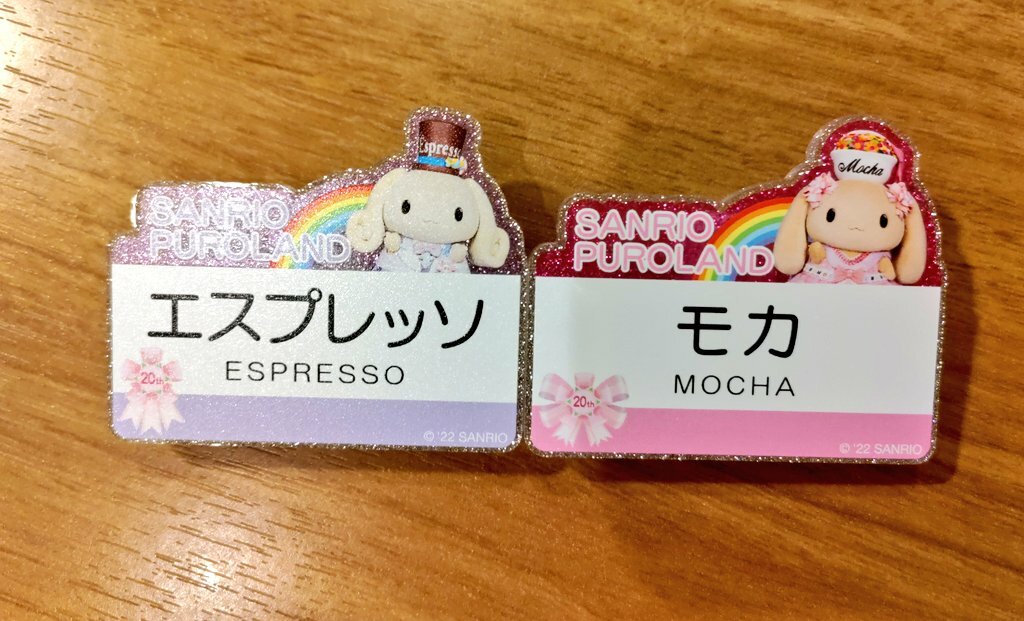 Espresso
SANRIO
PUROLAND
エスプレッソ
ESPRESSO
20th
© '22 SANRIO
Mocha
SANRIO
PUROLAND
モカ
MOCHA
20th
© '22 SANRIO